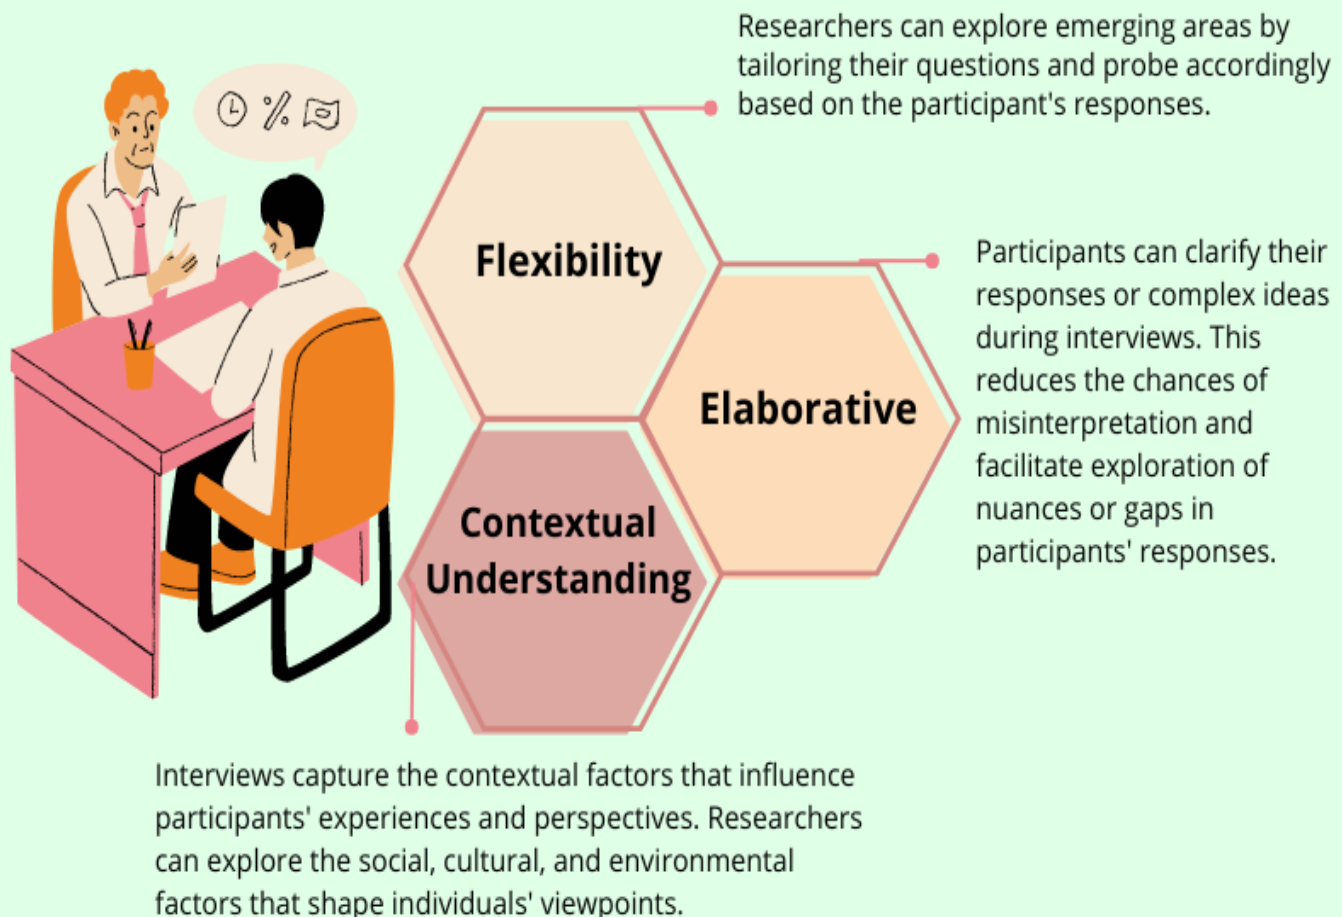 Researchers can explore emerging areas by
tailoring their questions and probe accordingly
based on the participant's responses.
Flexibility
Participants can clarify their
responses or complex ideas
during interviews. This
reduces the chances of
misinterpretation and
facilitate exploration of
nuances or gaps in
participants' responses.
Elaborative
Contextual
Understanding
Interviews capture the contextual factors that influence
participants' experiences and perspectives. Researchers
can explore the social, cultural, and environmental
factors that shape individuals' viewpoints.